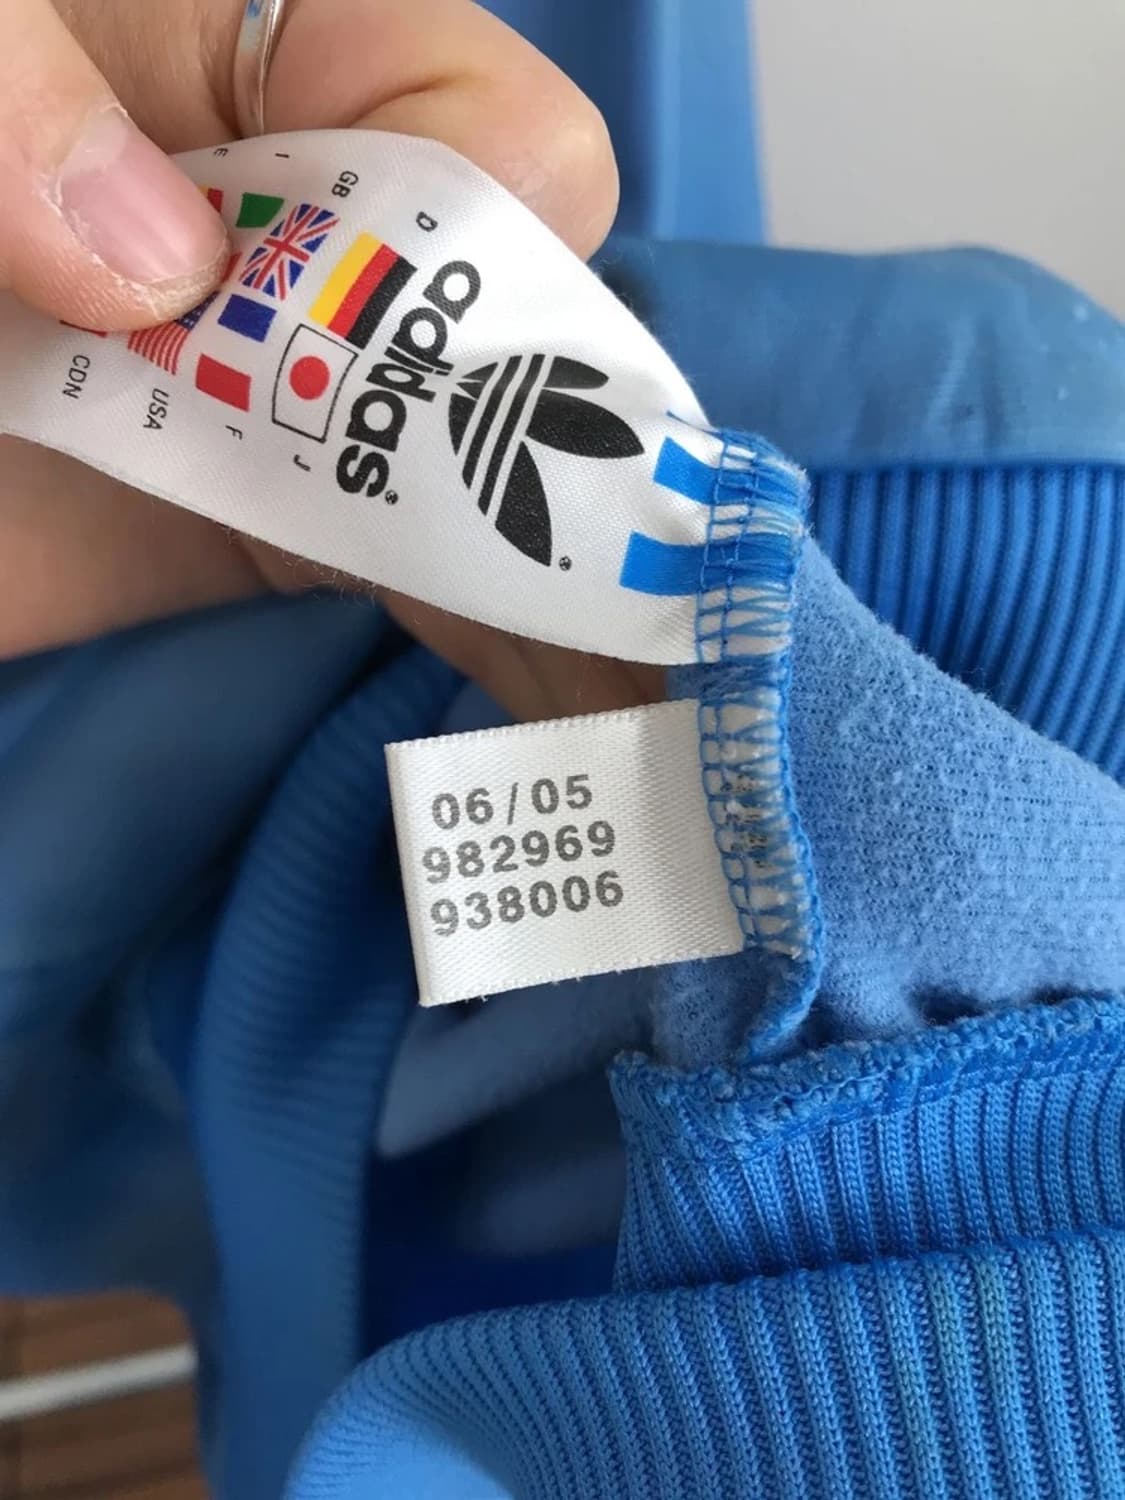 adidas®
®
D
GB
I
E
J
F
USA
CDN
06/05
982969
938006